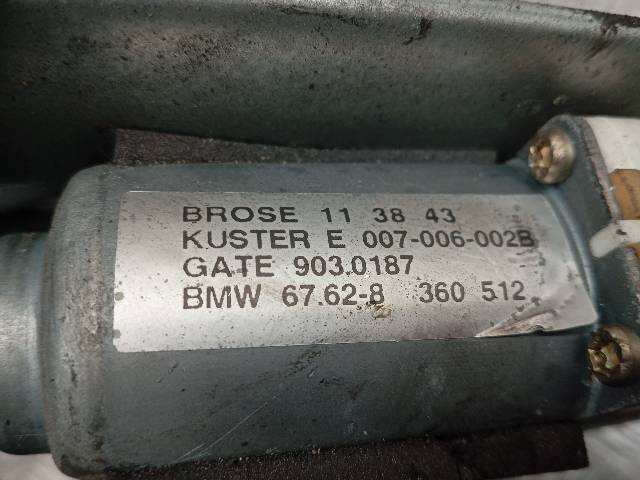 BROSE 11 38 43
KUSTER E 007-006-002B
GATE 903.0187
BMW 67.62-8 360 512